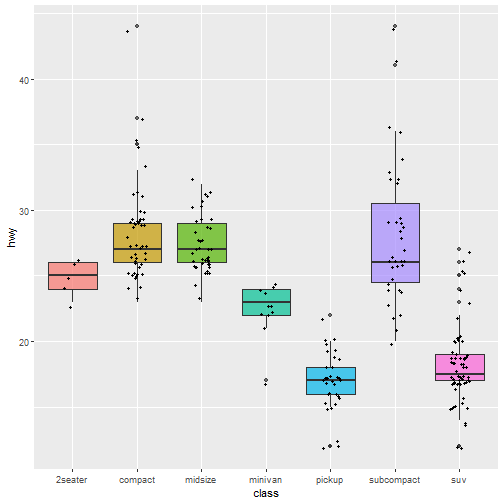 hwy
40
30
20
2seater compact midsize minivan pickup subcompact suv
class